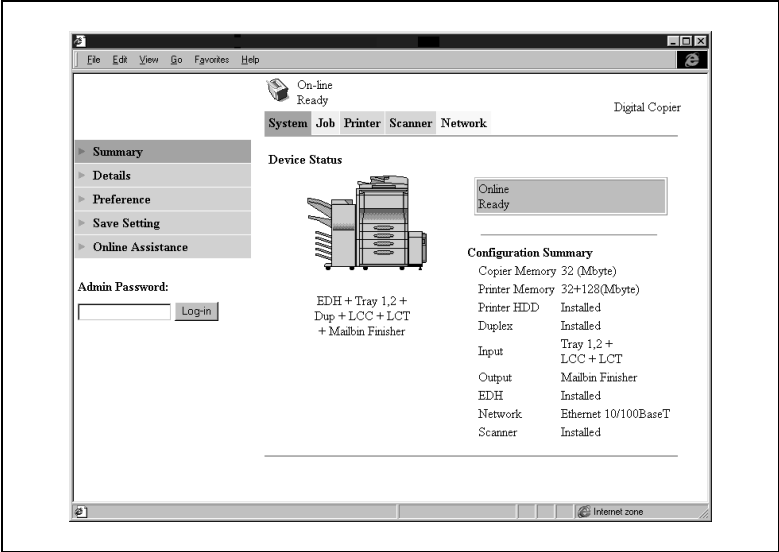 File Edit View Go Favorites Help
On-line
Ready
Digital Copier
System Job Printer Scanner Network
Summary
Details
Preference
Save Setting
Online Assistance
Admin Password:
Log-in
Device Status
EDH + Tray 1,2 +
Dup + LCC + LCT
+ Mailbin Finisher
Online
Ready
Configuration Summary
Copier Memory 32 (Mbyte)
Printer Memory 32+128(Mbyte)
Printer HDD Installed
Duplex Installed
Input Tray 1,2 +
LCC + LCT
Output Mailbin Finisher
EDH Installed
Network Ethernet 10/100BaseT
Scanner Installed
Internet zone